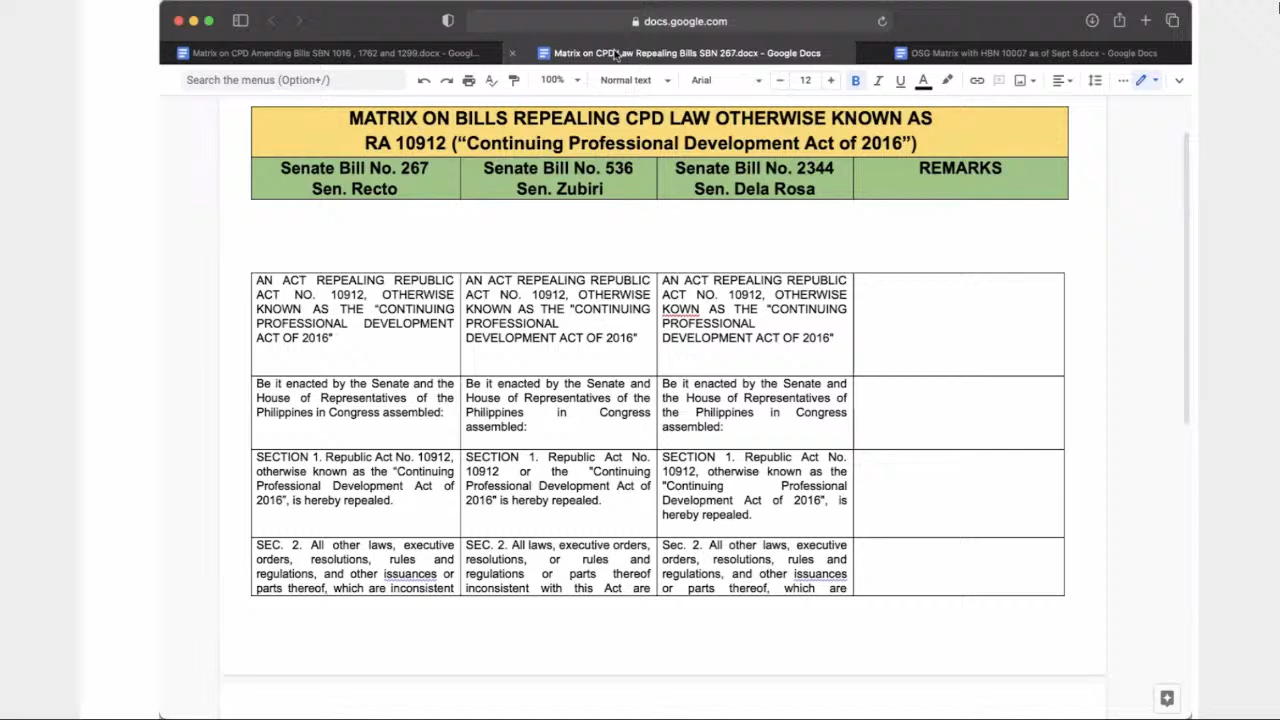 docs.google.com
Matrix on CPD Amending Bills SBN 1016 , 1762 and 1299.docx - Googl...
Matrix on CPD Law Repealing Bills SBN 267.docx - Google Docs
OSG Matrix with HBN 10007 as of Sept 8.docx - Google Docs
Search the menus (Option+/)
100%
Normal text
Arial
12
B I U A
MATRIX ON BILLS REPEALING CPD LAW OTHERWISE KNOWN AS
RA 10912 (“Continuing Professional Development Act of 2016”)
Senate Bill No. 267
Sen. Recto
Senate Bill No. 536
Sen. Zubiri
Senate Bill No. 2344
Sen. Dela Rosa
REMARKS
AN ACT REPEALING REPUBLIC
ACT NO. 10912, OTHERWISE
KNOWN AS THE “CONTINUING
PROFESSIONAL DEVELOPMENT
ACT OF 2016"
AN ACT REPEALING REPUBLIC
ACT NO. 10912, OTHERWISE
KNOWN AS THE "CONTINUING
PROFESSIONAL
DEVELOPMENT ACT OF 2016"
AN ACT REPEALING REPUBLIC
ACT NO. 10912, OTHERWISE
KOWN AS THE "CONTINUING
PROFESSIONAL
DEVELOPMENT ACT OF 2016"
Be it enacted by the Senate and the
House of Representatives of the
Philippines in Congress assembled:
Be it enacted by the Senate and
House of Representatives of the
Philippines in Congress
assembled:
Be it enacted by the Senate and
the House of Representatives of
the Philippines in Congress
assembled:
SECTION 1. Republic Act No. 10912,
otherwise known as the “Continuing
Professional Development Act of
2016”, is hereby repealed.
SECTION 1. Republic Act No.
10912 or the "Continuing
Professional Development Act of
2016" is hereby repealed.
SECTION 1. Republic Act No.
10912, otherwise known as the
"Continuing Professional
Development Act of 2016", is
hereby repealed.
SEC. 2. All other laws, executive
orders, resolutions, rules and
regulations, and other issuances or
parts thereof, which are inconsistent
SEC. 2. All laws, executive orders,
resolutions, or rules and
regulations or parts thereof
inconsistent with this Act are
Sec. 2. All other laws, executive
orders, resolutions, rules and
regulations, and other issuances
or parts thereof, which are